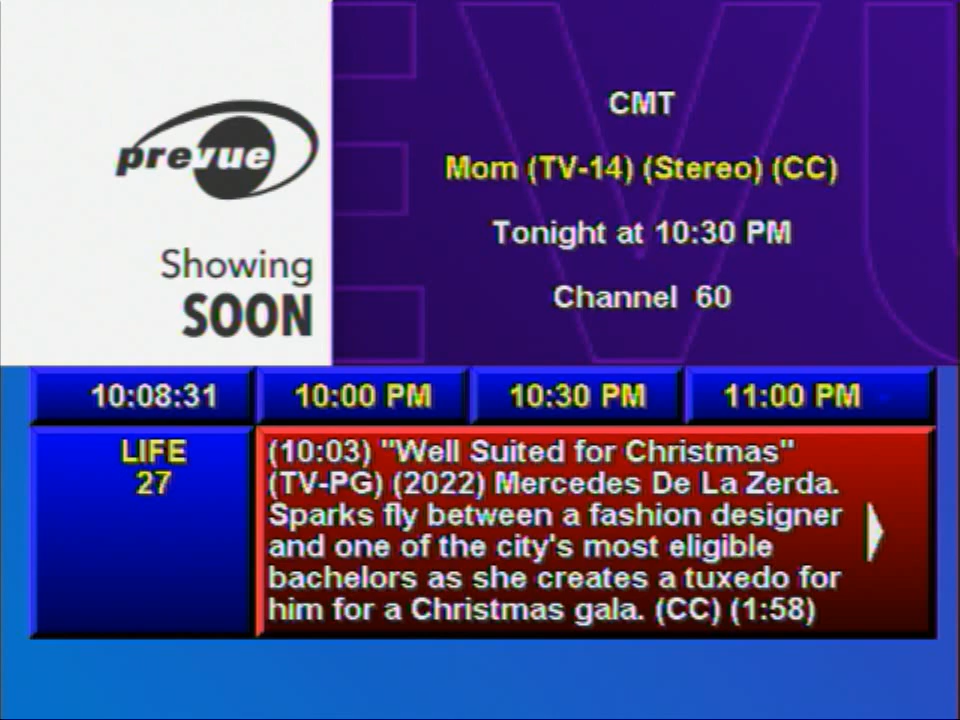 prevue
Showing
SOON
CMT
Mom (TV-14) (Stereo) (CC)
Tonight at 10:30 PM
Channel 60
10:08:31
10:00 PM
10:30 PM
11:00 PM
LIFE
27
(10:03) "Well Suited for Christmas"
(TV-PG) (2022) Mercedes De La Zerda.
Sparks fly between a fashion designer
and one of the city's most eligible
bachelors as she creates a tuxedo for
him for a Christmas gala. (CC) (1:58)